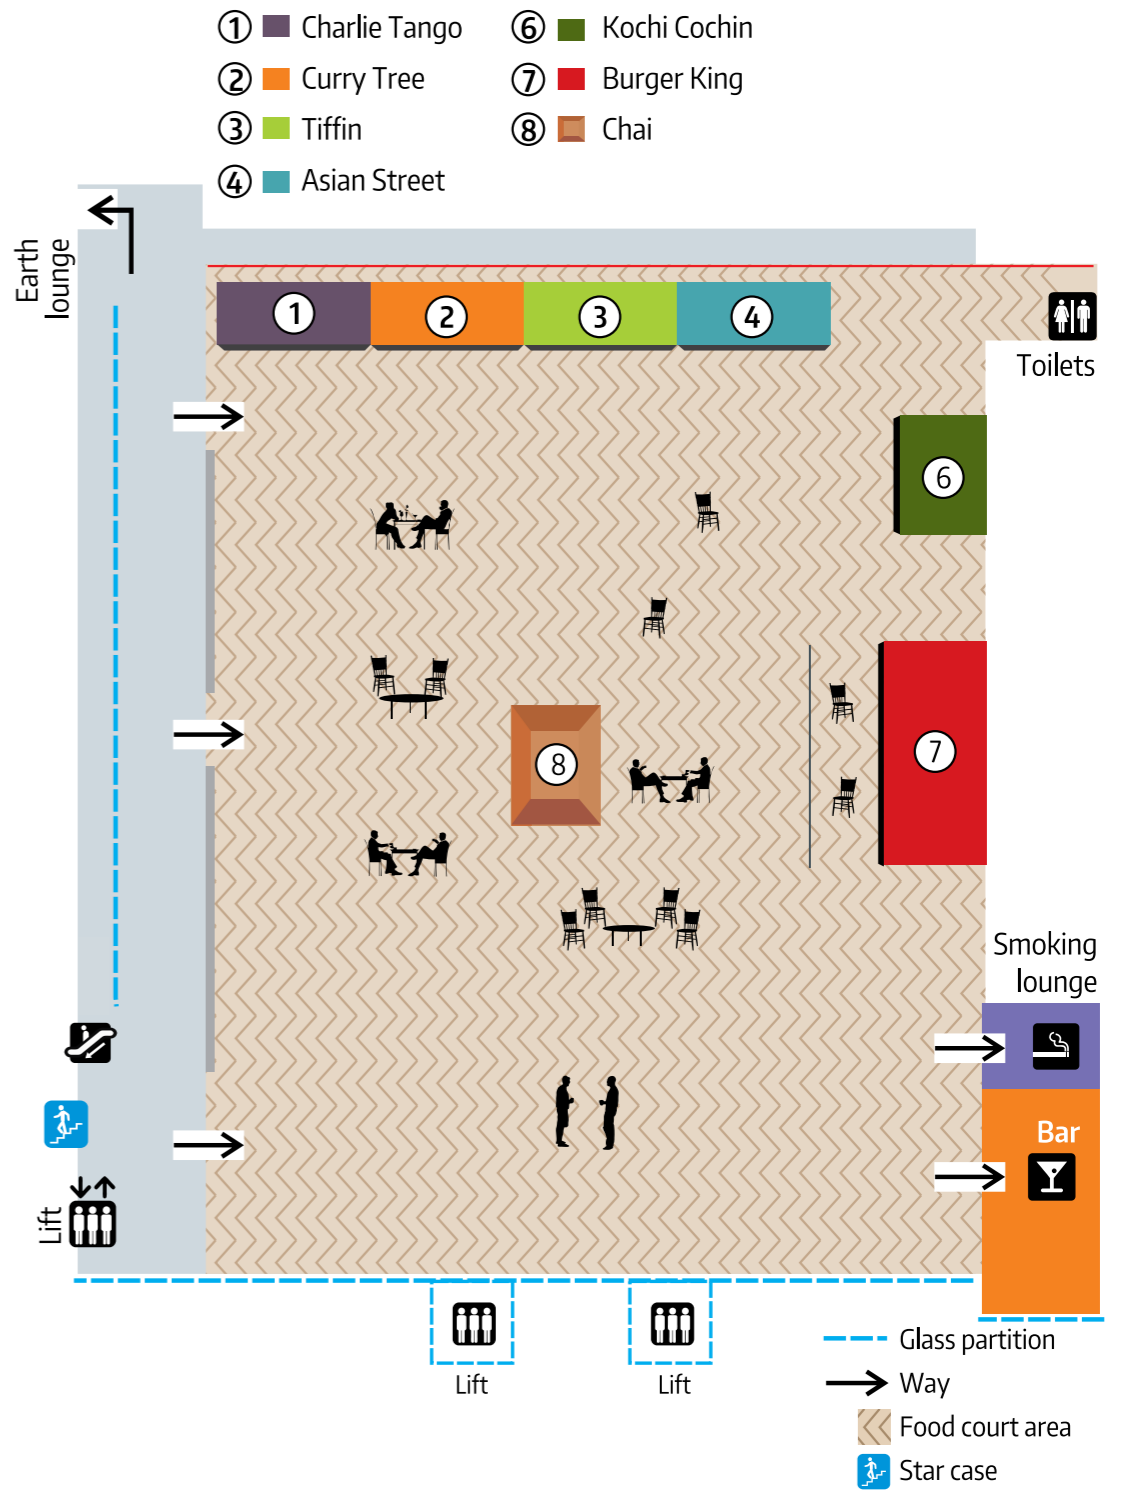 1 Charlie Tango
2 Curry Tree
3 Tiffin
4 Asian Street
6 Kochi Cochin
7 Burger King
8 Chai
Earth
lounge
1
2
3
4
Toilets
6
7
8
Smoking
lounge
Bar
Lift
Lift
Lift
Glass partition
Way
Food court area
Star case